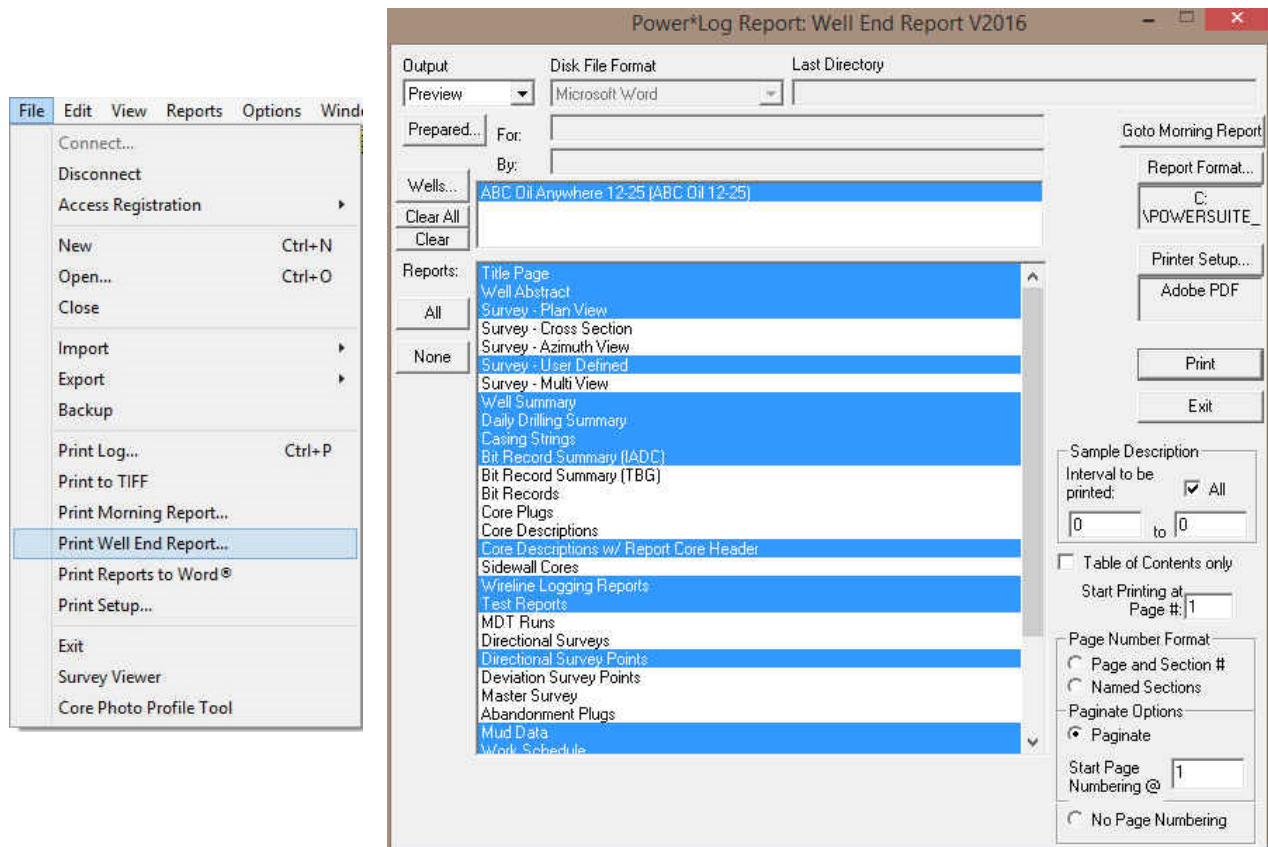 File Edit View Reports Options Wind
Connect...
Disconnect
Access Registration
New Ctrl+N
Open... Ctrl+O
Close
Import
Export
Backup
Print Log... Ctrl+P
Print to TIFF
Print Morning Report...
Print Well End Report...
Print Reports to Word®
Print Setup...
Exit
Survey Viewer
Core Photo Profile Tool
Power*Log Report: Well End Report V2016
Output Disk File Format Last Directory
Preview Microsoft Word
Prepared... For:
By:
Goto Morning Report
Report Format...
C:
\POWERSUITE_
Printer Setup...
Adobe PDF
Print
Exit
Wells...
Clear All
Clear
ABC Oil Anywhere 12-25 (ABC Oil 12-25)
Reports:
All
None
Title Page
Well Abstract
Survey - Plan View
Survey - Cross Section
Survey - Azimuth View
Survey - User Defined
Survey - Multi View
Well Summary
Daily Drilling Summary
Casing Strings
Bit Record Summary (IADC)
Bit Record Summary (TBG)
Bit Records
Core Plugs
Core Descriptions
Core Descriptions w/ Report Core Header
Sidewall Cores
Wireline Logging Reports
Test Reports
MDT Runs
Directional Surveys
Directional Survey Points
Deviation Survey Points
Master Survey
Abandonment Plugs
Mud Data
Work Schedule
Sample Description
Interval to be
printed: All
0 to 0
Table of Contents only
Start Printing at
Page #: 1
Page Number Format
Page and Section #
Named Sections
Paginate Options
Paginate
Start Page
Numbering @ 1
No Page Numbering